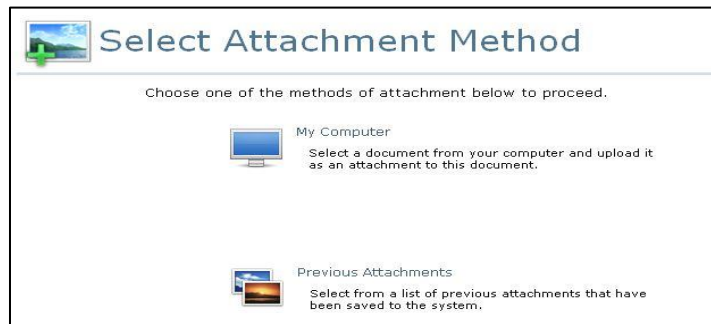 Select Attachment Method
Choose one of the methods of attachment below to proceed.
My Computer
Select a document from your computer and upload it
as an attachment to this document.
Previous Attachments
Select from a list of previous attachments that have
been saved to the system.